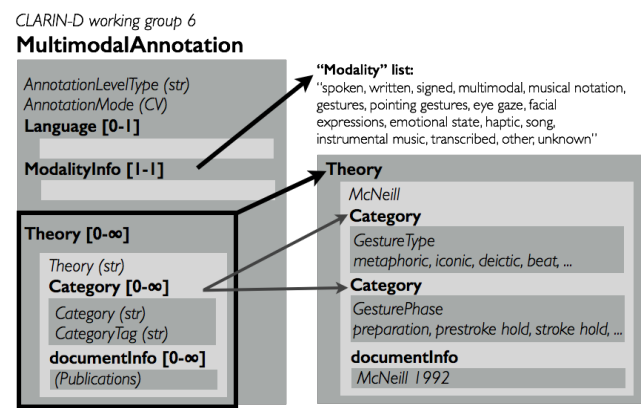 CLARIN-D working group 6
MultimodalAnnotation
AnnotationLevelType (str)
AnnotationMode (CV)
Language [0-1]
ModalityInfo [1-1]
Theory [0-∞]
Theory (str)
Category [0-∞]
Category (str)
CategoryTag (str)
documentInfo [0-∞]
(Publications)
“Modality” list:
“spoken, written, signed, multimodal, musical notation,
gestures, pointing gestures, eye gaze, facial
expressions, emotional state, haptic, song,
instrumental music, transcribed, other, unknown”
Theory
McNeill
Category
GestureType
metaphoric, iconic, deictic, beat, ...
Category
GesturePhase
preparation, prestroke hold, stroke hold, ...
documentInfo
McNeill 1992